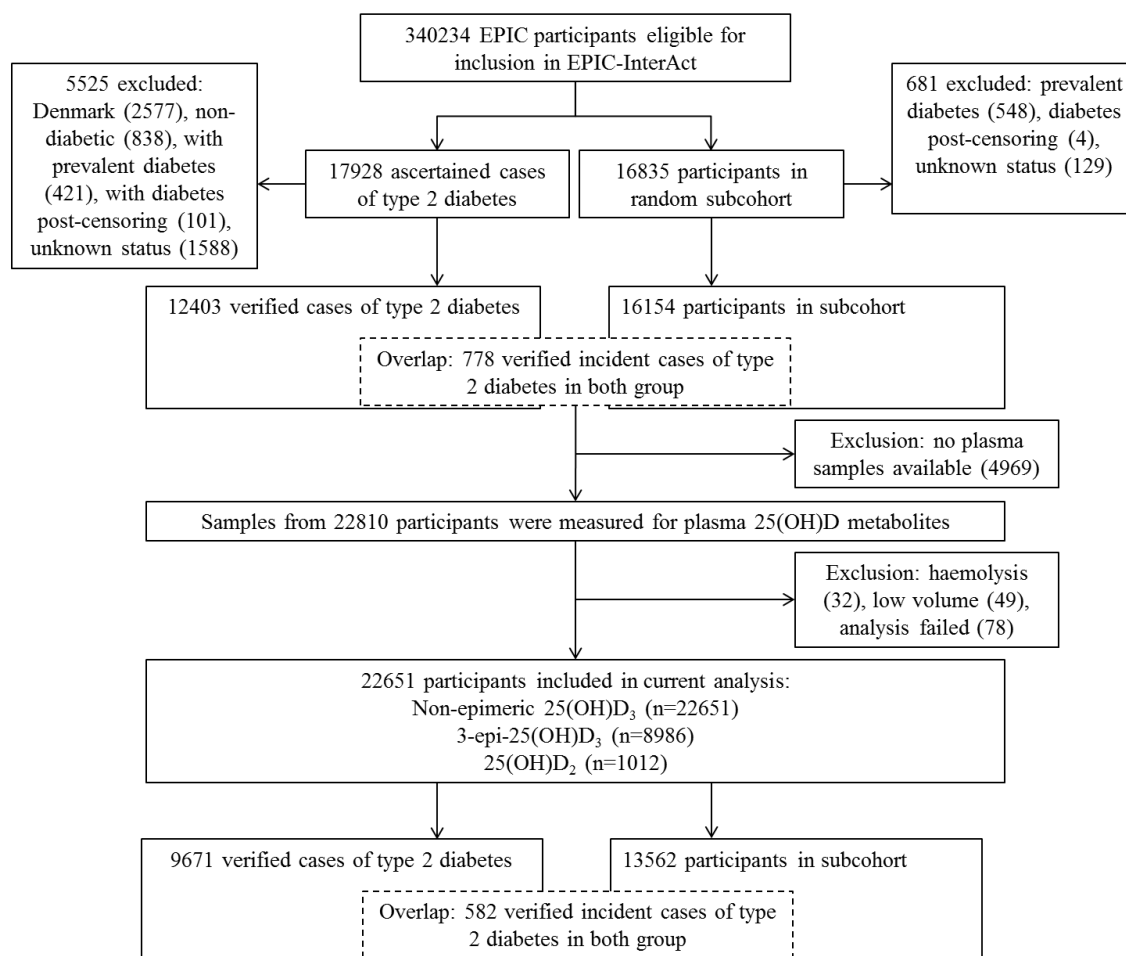 340234 EPIC participants eligible for
inclusion in EPIC-InterAct
5525 excluded:
Denmark (2577), non-
diabetic (838), with
prevalent diabetes
(421), with diabetes
post-censoring (101),
unknown status (1588)
681 excluded: prevalent
diabetes (548), diabetes
post-censoring (4),
unknown status (129)
17928 ascertained cases
of type 2 diabetes
16835 participants in
random subcohort
12403 verified cases of type 2 diabetes
16154 participants in subcohort
Overlap: 778 verified incident cases of type
2 diabetes in both group
Exclusion: no plasma
samples available (4969)
Samples from 22810 participants were measured for plasma 25(OH)D metabolites
Exclusion: haemolysis
(32), low volume (49),
analysis failed (78)
22651 participants included in current analysis:
Non-epimeric 25(OH)D₃ (n=22651)
3-epi-25(OH)D₃ (n=8986)
25(OH)D₂ (n=1012)
9671 verified cases of type 2 diabetes
13562 participants in subcohort
Overlap: 582 verified incident cases of type
2 diabetes in both group